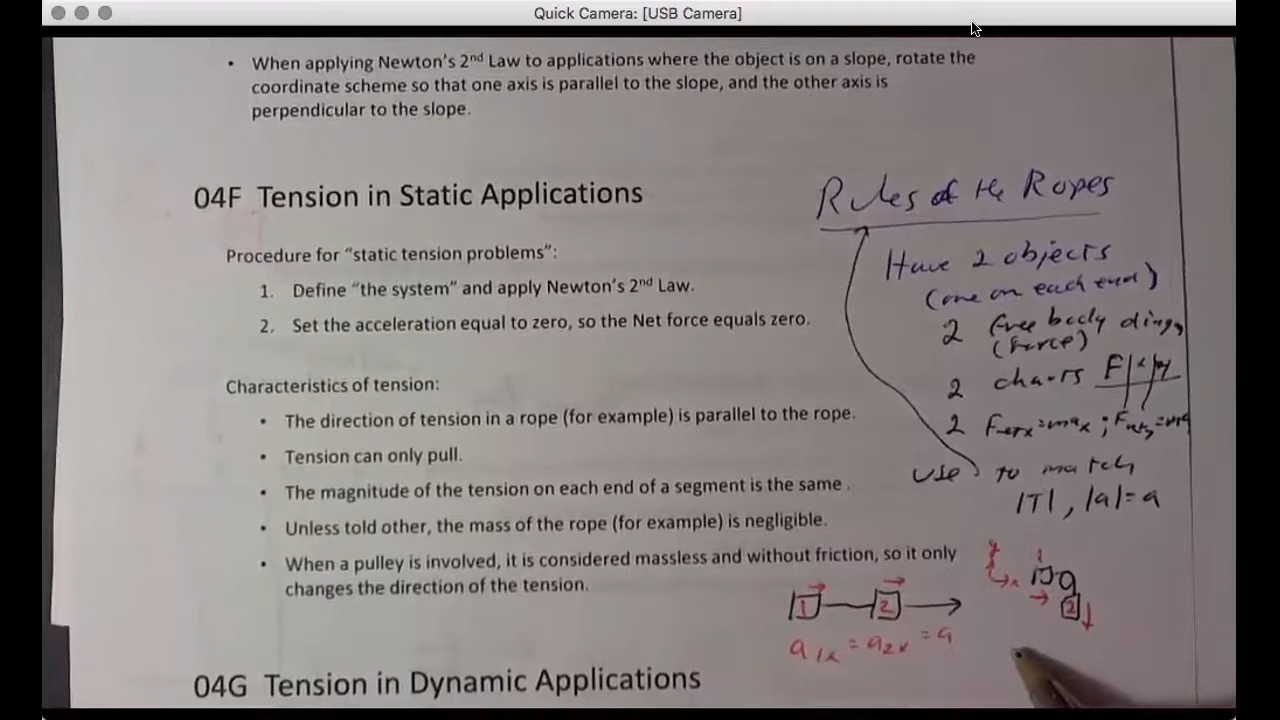 Quick Camera: [USB Camera]
• When applying Newton's 2nd Law to applications where the object is on a slope, rotate the
coordinate scheme so that one axis is parallel to the slope, and the other axis is
perpendicular to the slope.
04F Tension in Static Applications
Procedure for "static tension problems":
1. Define "the system" and apply Newton's 2nd Law.
2. Set the acceleration equal to zero, so the Net force equals zero.
Characteristics of tension:
• The direction of tension in a rope (for example) is parallel to the rope.
• Tension can only pull.
• The magnitude of the tension on each end of a segment is the same .
• Unless told other, the mass of the rope (for example) is negligible.
• When a pulley is involved, it is considered massless and without friction, so it only
changes the direction of the tension.
04G Tension in Dynamic Applications
Rules of the Ropes
Have 2 objects
(one on each end)
2 free body
(Force)
2 charts F|x|y
2 Fnetx=max ;
use to match
|T| , |a|=a
1 2
a1x = a2x = a
y
x
1
2